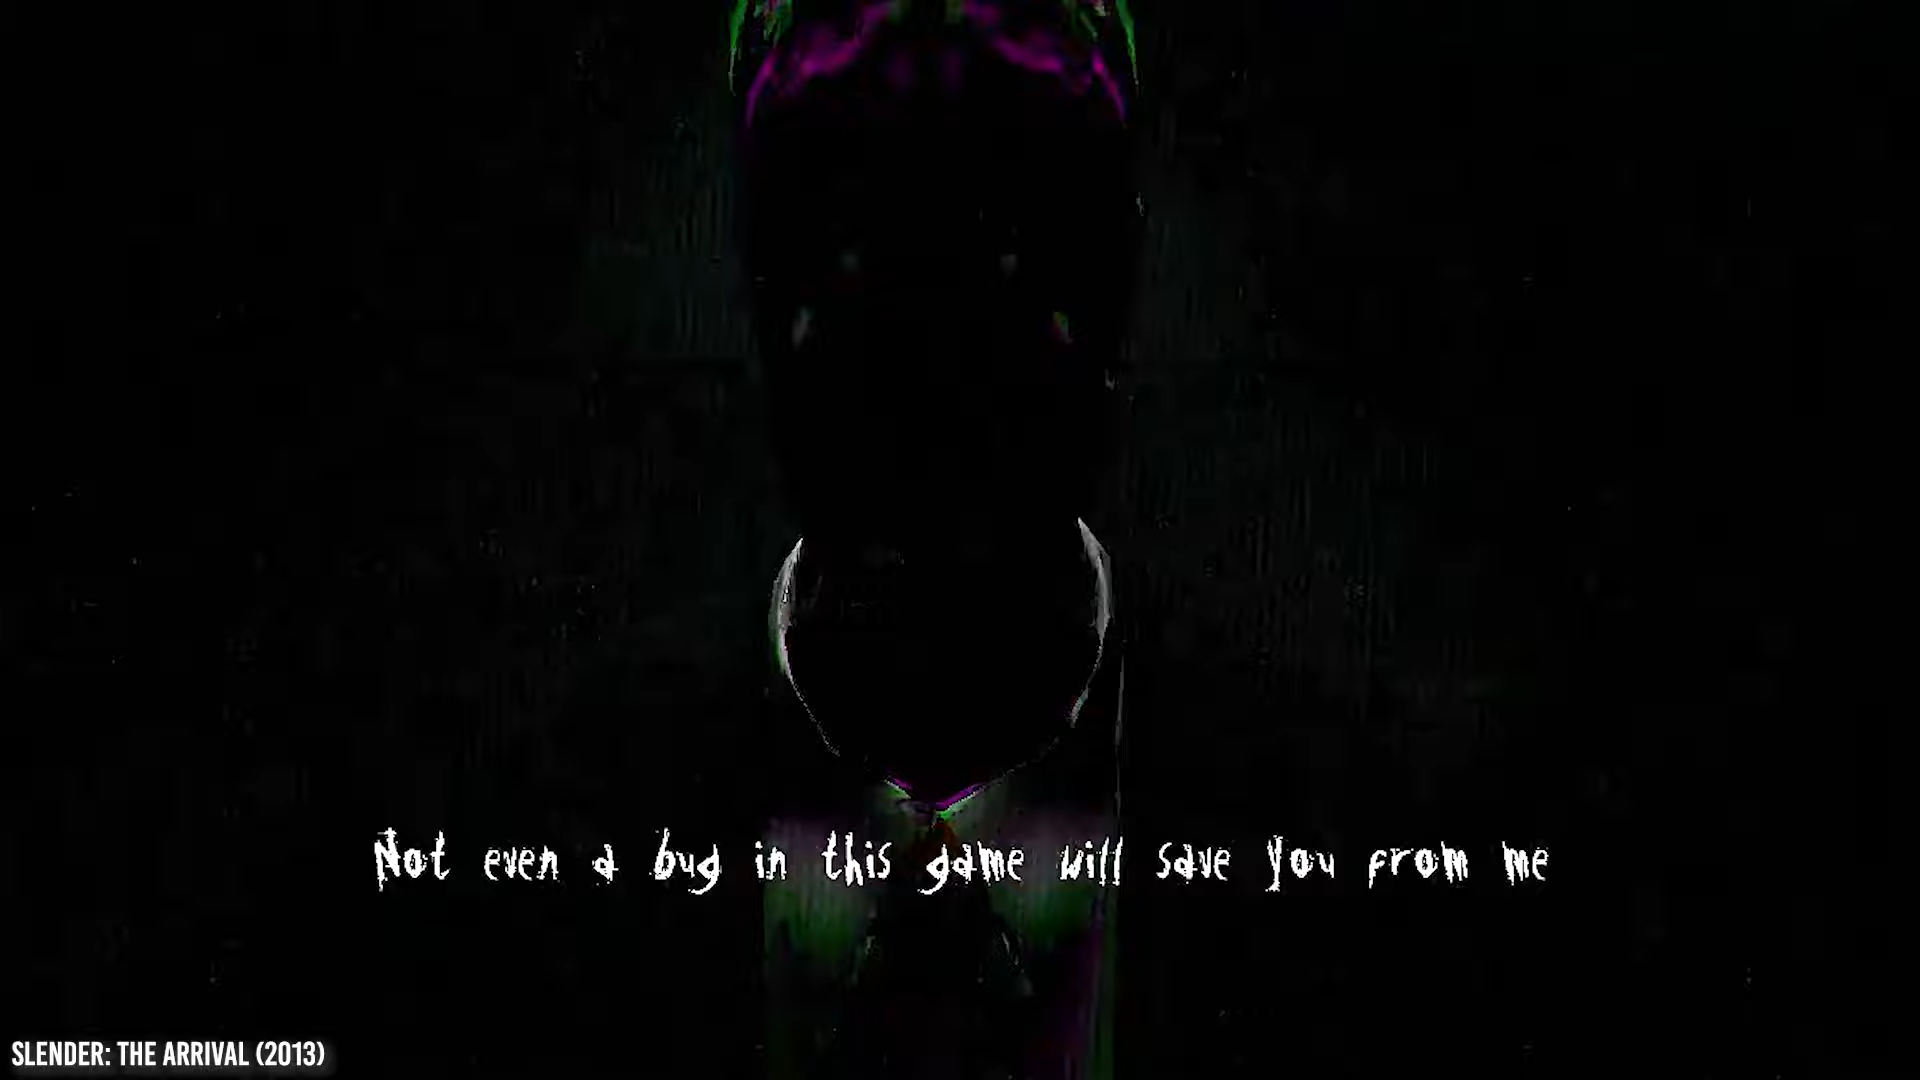 Not even a bug in this game will save you from me
SLENDER: THE ARRIVAL (2013)